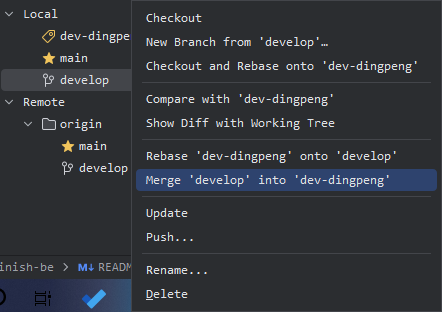 Local
dev-dingpe
main
develop
Remote
origin
main
develop
inish-be > M↓ README
Checkout
New Branch from 'develop'…
Checkout and Rebase onto 'dev-dingpeng'
Compare with 'dev-dingpeng'
Show Diff with Working Tree
Rebase 'dev-dingpeng' onto 'develop'
Merge 'develop' into 'dev-dingpeng'
Update
Push...
Rename...
Delete